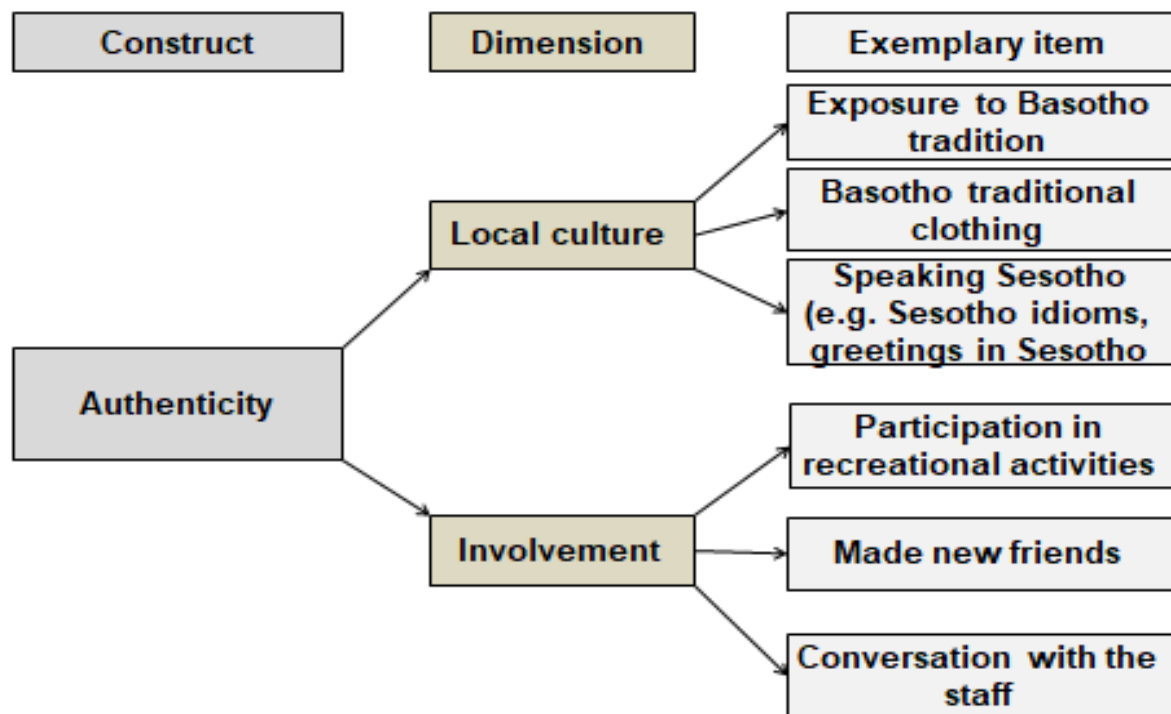 Construct
Dimension
Exemplary item
Exposure to Basotho
tradition
Basotho traditional
clothing
Local culture
Speaking Sesotho
(e.g. Sesotho idioms,
greetings in Sesotho
Authenticity
Participation in
recreational activities
Involvement
Made new friends
Conversation with the
staff